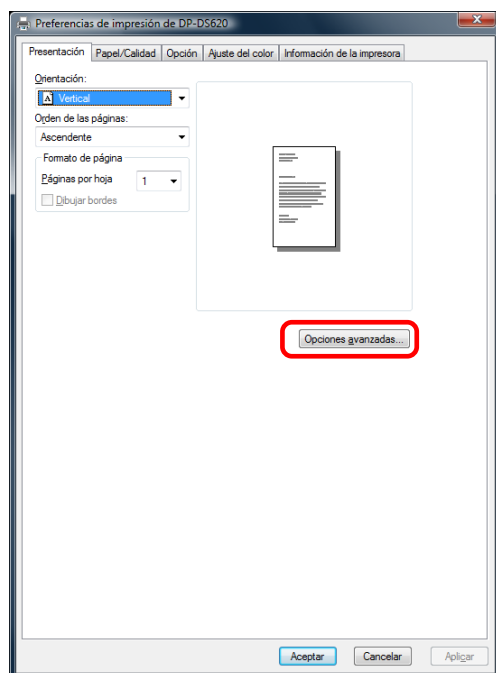 Preferencias de impresión de DP-DS620
Presentación Papel/Calidad Opción Ajuste del color Información de la impresora
Orientación:
Vertical
Orden de las páginas:
Ascendente
Formato de página
Páginas por hoja 1
Dibujar bordes
Opciones avanzadas...
Aceptar Cancelar Aplicar